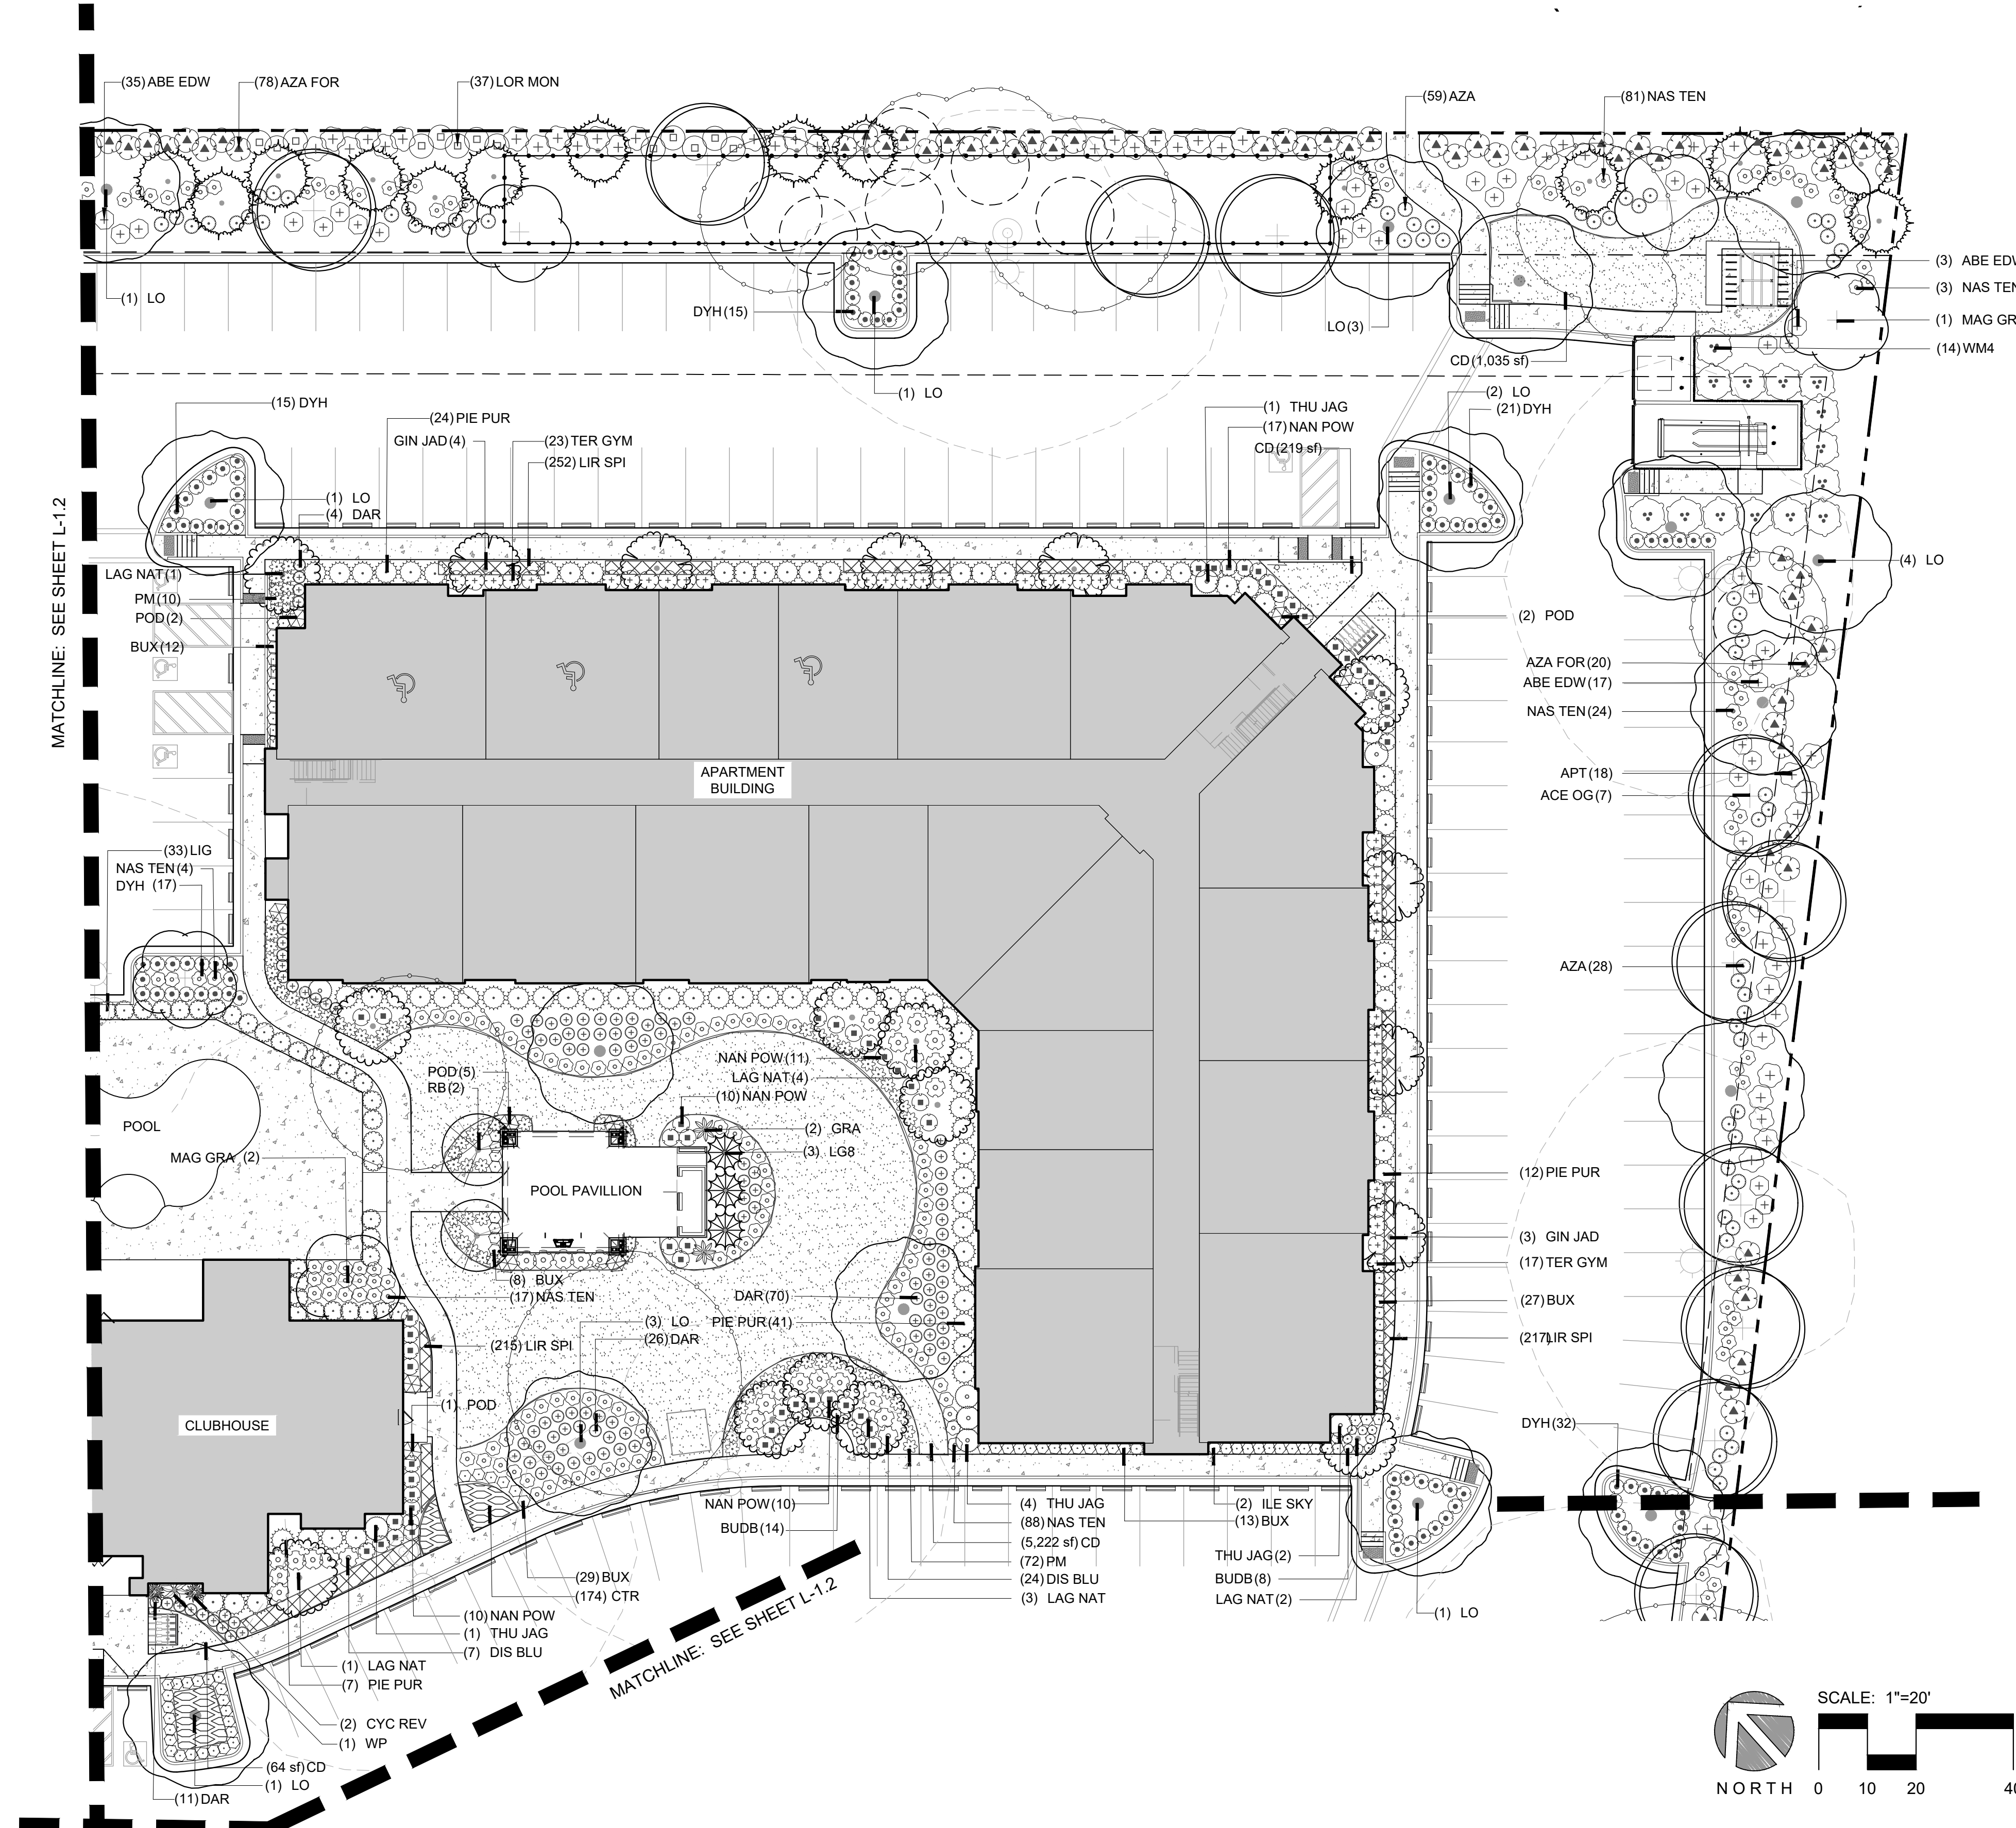 (35) ABE EDW
(78) AZA FOR
(37) LOR MON
(59) AZA
(81) NAS TEN
(3) ABE EDW
(3) NAS TEN
(1) MAG GR
(14) WM4
(1) LO
DYH (15)
LO (3)
CD (1,035 sf)
(1) LO
(2) LO
(21) DYH
(15) DYH
(24) PIE PUR
GIN JAD (4)
(23) TER GYM
(252) LIR SPI
(1) THU JAG
(17) NAN POW
CD (219 sf)
(1) LO
(4) DAR
MATCHLINE: SEE SHEET L-1.2
LAG NAT (1)
PM (10)
POD (2)
BUX (12)
(4) LO
(2) POD
AZA FOR (20)
ABE EDW (17)
NAS TEN (24)
APARTMENT
BUILDING
APT (18)
ACE OG (7)
(33) LIG
NAS TEN (4)
DYH (17)
AZA (28)
NAN POW (11)
LAG NAT (4)
(10) NAN POW
POD (5)
RB (2)
POOL
(2) GRA
(3) LG8
MAG GRA (2)
POOL PAVILLION
(12) PIE PUR
(3) GIN JAD
(17) TER GYM
(8) BUX
(17) NAS TEN
DAR (70)
(27) BUX
(3) LO
(26) DAR
PIE PUR (41)
(217) LIR SPI
(215) LIR SPI
(1) POD
CLUBHOUSE
DYH (32)
NAN POW (10)
BUDB (14)
(4) THU JAG
(88) NAS TEN
(5,222 sf) CD
(72) PM
(24) DIS BLU
(3) LAG NAT
(2) ILE SKY
(13) BUX
THU JAG (2)
BUDB (8)
LAG NAT (2)
(1) LO
(29) BUX
(174) CTR
(10) NAN POW
(1) THU JAG
(7) DIS BLU
MATCHLINE: SEE SHEET L-1.2
(1) LAG NAT
(7) PIE PUR
(2) CYC REV
(1) WP
(64 sf) CD
(1) LO
(11) DAR
SCALE: 1"=20'
NORTH
0 10 20 40